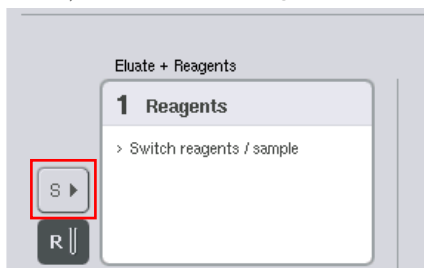 Eluate + Reagents
1 Reagents
> Switch reagents / sample
S
R